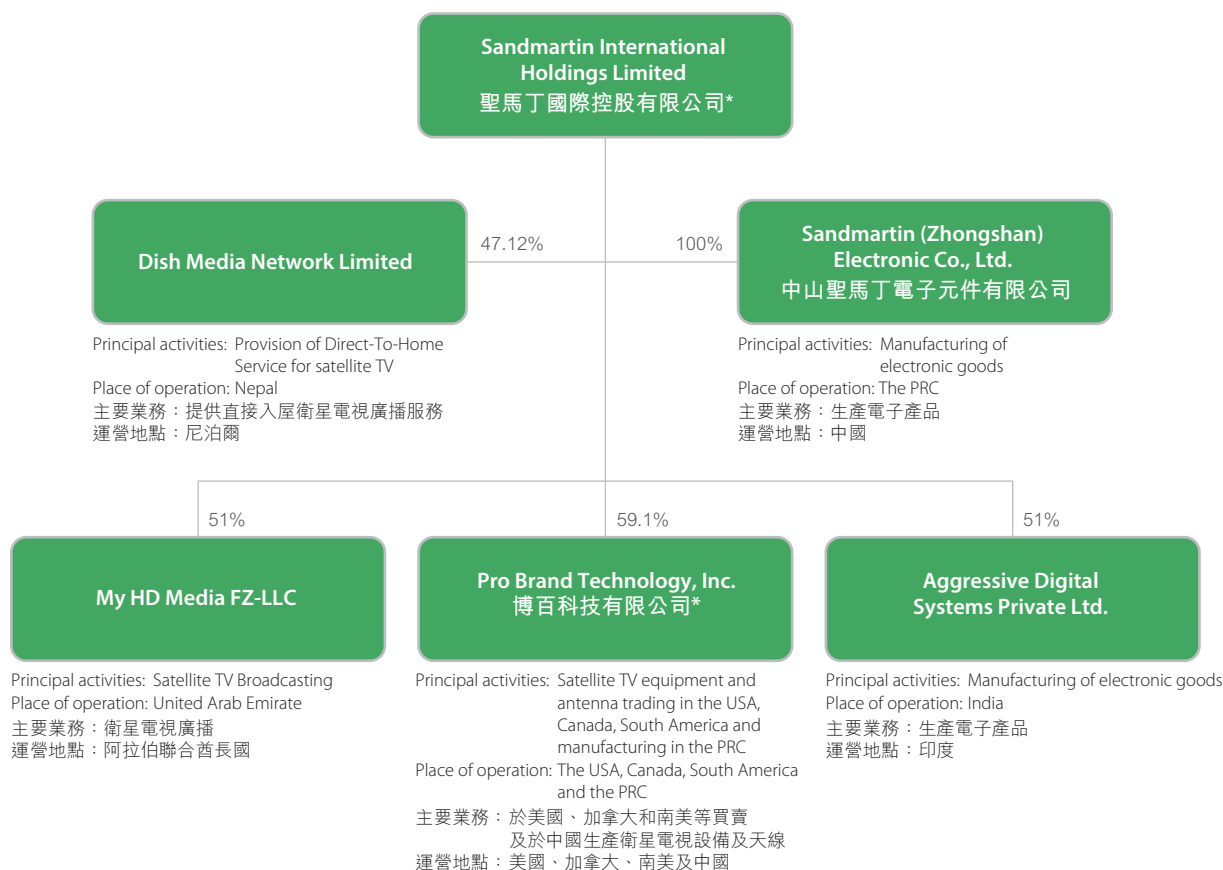 Sandmartin International
Holdings Limited
聖馬丁國際控股有限公司*
Dish Media Network Limited
47.12%
100%
Sandmartin (Zhongshan)
Electronic Co., Ltd.
中山聖馬丁電子元件有限公司
Principal activities: Provision of Direct-To-Home
Service for satellite TV
Place of operation: Nepal
主要業務：提供直接入屋衛星電視廣播服務
運營地點：尼泊爾
Principal activities: Manufacturing of
electronic goods
Place of operation: The PRC
主要業務：生產電子產品
運營地點：中國
51%
59.1%
51%
My HD Media FZ-LLC
Pro Brand Technology, Inc.
博百科技有限公司*
Aggressive Digital
Systems Private Ltd.
Principal activities: Satellite TV Broadcasting
Place of operation: United Arab Emirate
主要業務：衛星電視廣播
運營地點：阿拉伯聯合酋長國
Principal activities: Satellite TV equipment and
antenna trading in the USA,
Canada, South America and
manufacturing in the PRC
Place of operation: The USA, Canada, South America
and the PRC
主要業務：於美國、加拿大和南美等買賣
及於中國生產衛星電視設備及天線
運營地點：美國、加拿大、南美及中國
Principal activities: Manufacturing of electronic goods
Place of operation: India
主要業務：生產電子產品
運營地點：印度